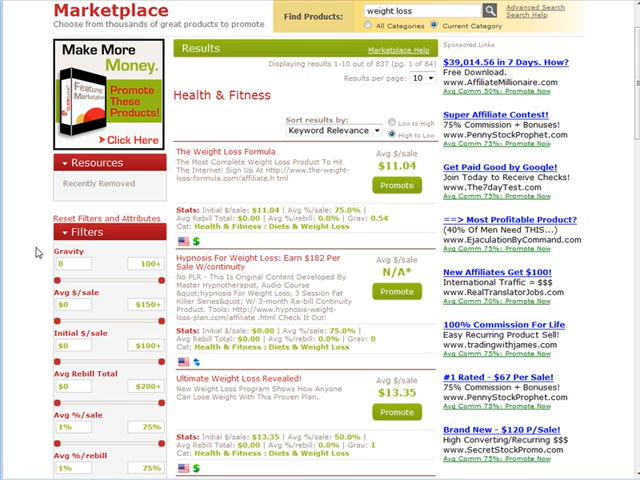 Marketplace
Choose from thousands of great products to promote
Find Products:
weight loss
Advanced Search
Search Help
All Categories
Current Category
Make More
Money.
Promote
These
Products!
> Click Here
Resources
Recently Removed
Reset Filters and Attributes
Filters
Gravity
0
100+
Avg $/sale
$0
$150+
Initial $/sale
$0
$100+
Avg Rebill Total
$0
$200+
Avg %/sale
1%
75%
Avg %/rebill
1%
75%
Results
Marketplace Help
Displaying results 1-10 out of 837 (pg. 1 of 84)
Results per page: 10
Health & Fitness
Sort results by:
Keyword Relevance
Low to High
High to Low
The Weight Loss Formula
The Most Complete Weight Loss Product To Hit
The Internet! Sign Up At Http://www.the-weight-
loss-formula.com/affiliate.h tml
Avg $/sale
$11.04
Promote
Stats: Initial $/sale: $11.04 | Avg %/sale: 75.0% |
Avg Rebill Total: $0.00 | Avg %/rebill: 0.0% | Grav: 0.54
Cat: Health & Fitness : Diets & Weight Loss
$
Hypnosis For Weight Loss: Earn $182 Per
Sale W/continuity
No PLR - This Is Original Content Developed By
Master Hypnotherapist, Audio Course
&quot;hypnosis For Weight Loss, 3 Session Fat
Killer Series&quot; W/ 3-month Re-bill Continuity
Product. Tools: Http://www.hypnosis-weight-
loss-plan.com/affiliate .html Check It Out!
Avg $/sale
N/A*
Promote
Stats: Initial $/sale: $0.00 | Avg %/sale: 75.0% |
Avg Rebill Total: $0.00 | Avg %/rebill: 0.0% | Grav: 0
Cat: Health & Fitness : Diets & Weight Loss
Ultimate Weight Loss Revealed!
New Weight Loss Program Shows How Anyone
Can Lose Weight With This Proven Plan.
Avg $/sale
$13.35
Promote
Stats: Initial $/sale: $13.35 | Avg %/sale: 50.0% |
Avg Rebill Total: $0.00 | Avg %/rebill: 0.0% | Grav: 1
Cat: Health & Fitness : Diets & Weight Loss
$
Sponsored Links
$39,014.56 in 7 Days. How?
Free Download.
www.AffiliateMillionaire.com
Avg Comm 50%: Promote Now
Super Affiliate Contest!
75% Commission + Bonuses!
www.PennyStockProphet.com
Avg Comm 75%: Promote Now
Get Paid Good by Google!
Join Today to Receive Checks!
www.The7dayTest.com
Avg Comm 75%: Promote Now
==> Most Profitable Product?
(40% Of Men Need THIS...)
www.EjaculationByCommand.com
Avg Comm 75%: Promote Now
New Affiliates Get $100!
International Traffic = $$$
www.RealTranslatorJobs.com
Avg Comm 70%: Promote Now
100% Commission For Life
Easy Recurring Product Sell!
www.tradingwithjames.com
Avg Comm 75%: Promote Now
#1 Rated - $67 Per Sale!
75% Commission + Bonuses!
www.PennyStockProphet.com
Avg Comm 75%: Promote Now
Brand New - $120 P/Sale!
High Converting/Recurring $$$
www.SecretStockPromo.com
Avg Comm 75%: Promote Now